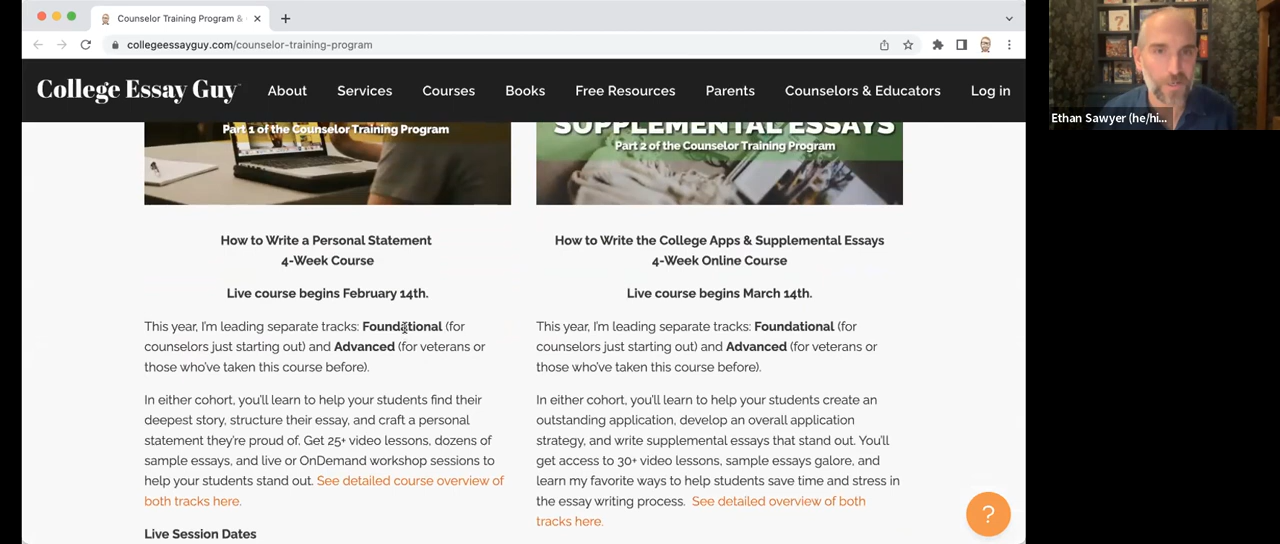 Counselor Training Program &
collegeessayguy.com/counselor-training-program
College Essay Guy
About
Services
Courses
Books
Free Resources
Parents
Counselors & Educators
Log in
Ethan Sawyer (he/hi...
Part 1 of the Counselor Training Program
SUPPLEMENTAL ESSAYS
Part 2 of the Counselor Training Program
How to Write a Personal Statement
4-Week Course
Live course begins February 14th.
This year, I'm leading separate tracks: Foundational (for
counselors just starting out) and Advanced (for veterans or
those who've taken this course before).
In either cohort, you'll learn to help your students find their
deepest story, structure their essay, and craft a personal
statement they're proud of. Get 25+ video lessons, dozens of
sample essays, and live or OnDemand workshop sessions to
help your students stand out. See detailed course overview of
both tracks here.
Live Session Dates
How to Write the College Apps & Supplemental Essays
4-Week Online Course
Live course begins March 14th.
This year, I'm leading separate tracks: Foundational (for
counselors just starting out) and Advanced (for veterans or
those who've taken this course before).
In either cohort, you'll learn to help your students create an
outstanding application, develop an overall application
strategy, and write supplemental essays that stand out. You'll
get access to 30+ video lessons, sample essays galore, and
learn my favorite ways to help students save time and stress in
the essay writing process. See detailed overview of both
tracks here.
?